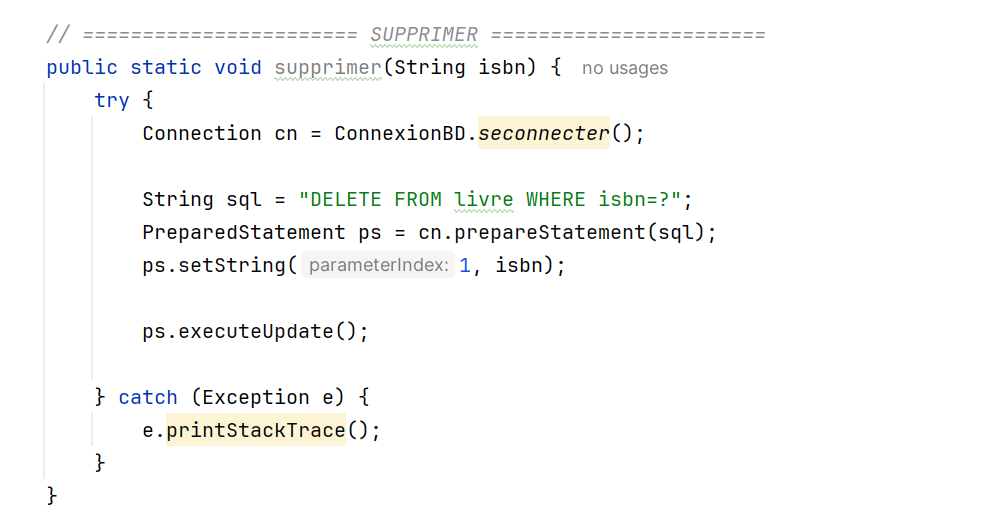 // ======================= SUPPRIMER =======================
public static void supprimer(String isbn) { no usages
try {
Connection cn = ConnexionBD.seconnecter();
String sql = "DELETE FROM livre WHERE isbn=?";
PreparedStatement ps = cn.prepareStatement(sql);
ps.setString( parameterIndex: 1, isbn);
ps.executeUpdate();
} catch (Exception e) {
e.printStackTrace();
}
}